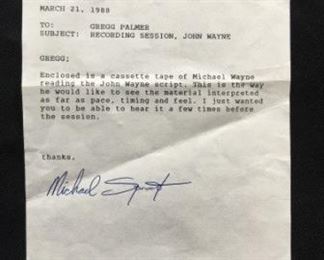 MARCH 21, 1988
TO: GREGG PALMER
SUBJECT: RECORDING SESSION, JOHN WAYNE
GREGG;
Enclosed is a cassette tape of Michael Wayne
reading the John Wayne script. This is the way
he would like to see the material interpreted
as far as pace, timing and feel. I just wanted
you to be able to hear it a few times before
the session.
thanks,
Michael